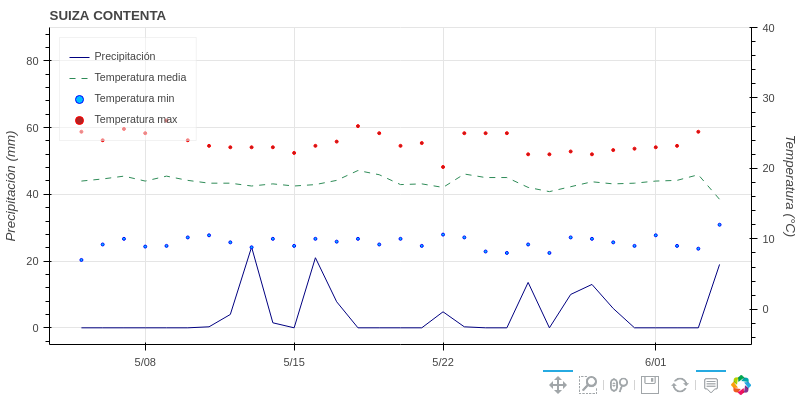 SUIZA CONTENTA
Precipitación
Temperatura media
Temperatura min
Temperatura max
Precipitación (mm)
80
60
40
20
0
Temperatura (°C)
40
30
20
10
0
5/08
5/15
5/22
6/01